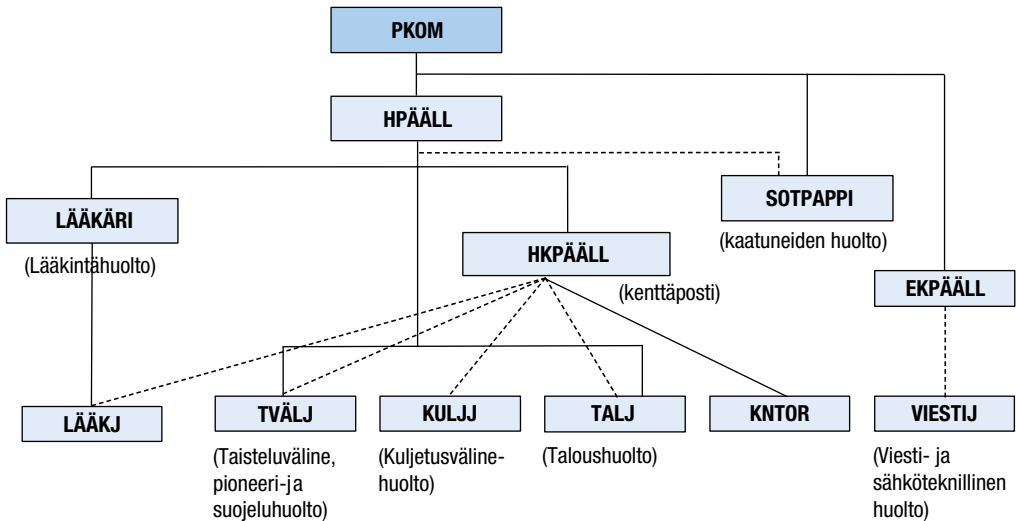 PKOM
HPÄÄLL
LÄÄKÄRI
(Lääkintähuolto)
SOTPAPPI
(kaatuneiden huolto)
HKPÄÄLL
(kenttäposti)
EKPÄÄLL
LÄÄKJ
TVÄLJ
(Taisteluväline,
pioneeri-ja
suojeluhuolto)
KULJJ
(Kuljetusväline-
huolto)
TALJ
(Taloushuolto)
KNTOR
VIESTIJ
(Viesti- ja
sähköteknillinen
huolto)